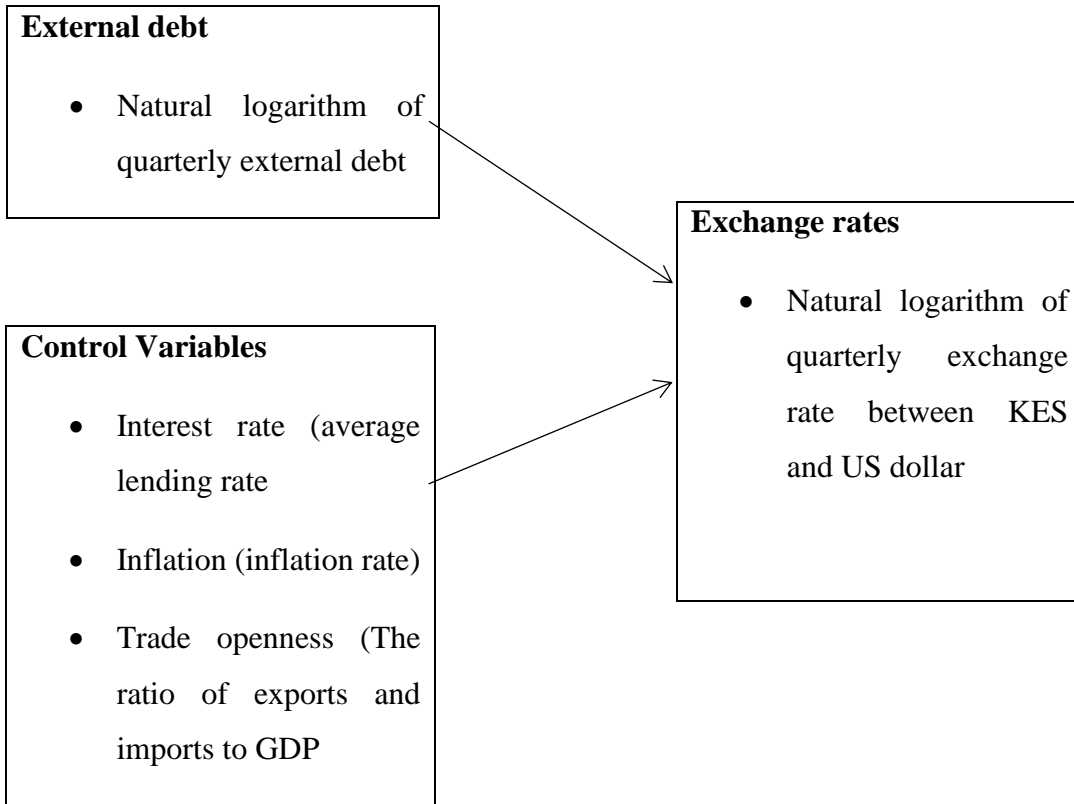 External debt
• Natural logarithm of
quarterly external debt
Control Variables
• Interest rate (average
lending rate
• Inflation (inflation rate)
• Trade openness (The
ratio of exports and
imports to GDP
Exchange rates
• Natural logarithm of
quarterly exchange
rate between KES
and US dollar